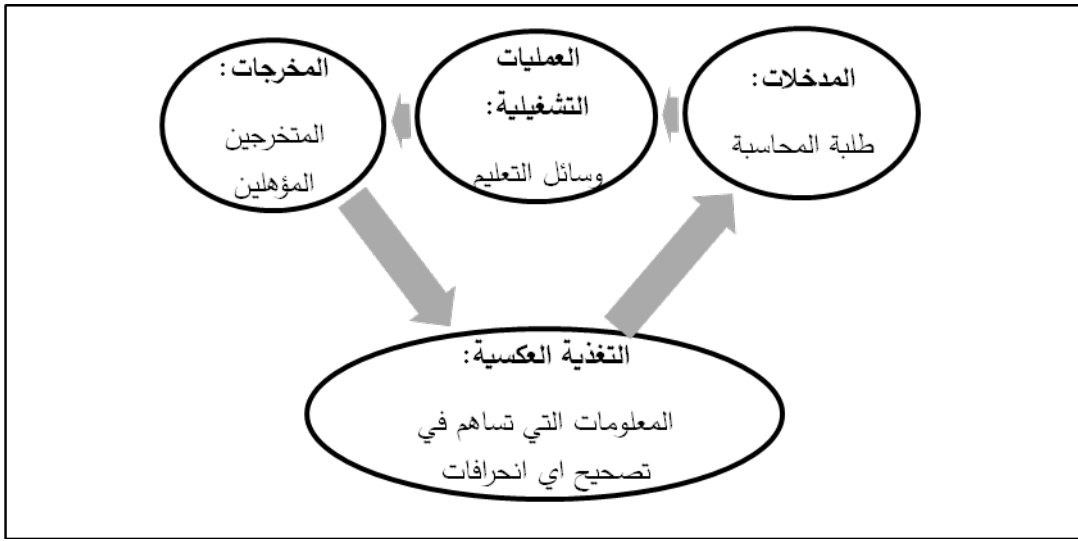 المدخلات:
طلبة المحاسبة
العمليات
التشغيلية:
وسائل التعليم
المخرجات:
المتخرجين
المؤهلين
التغذية العكسية:
المعلومات التي تساهم في
تصحيح اي انحرافات